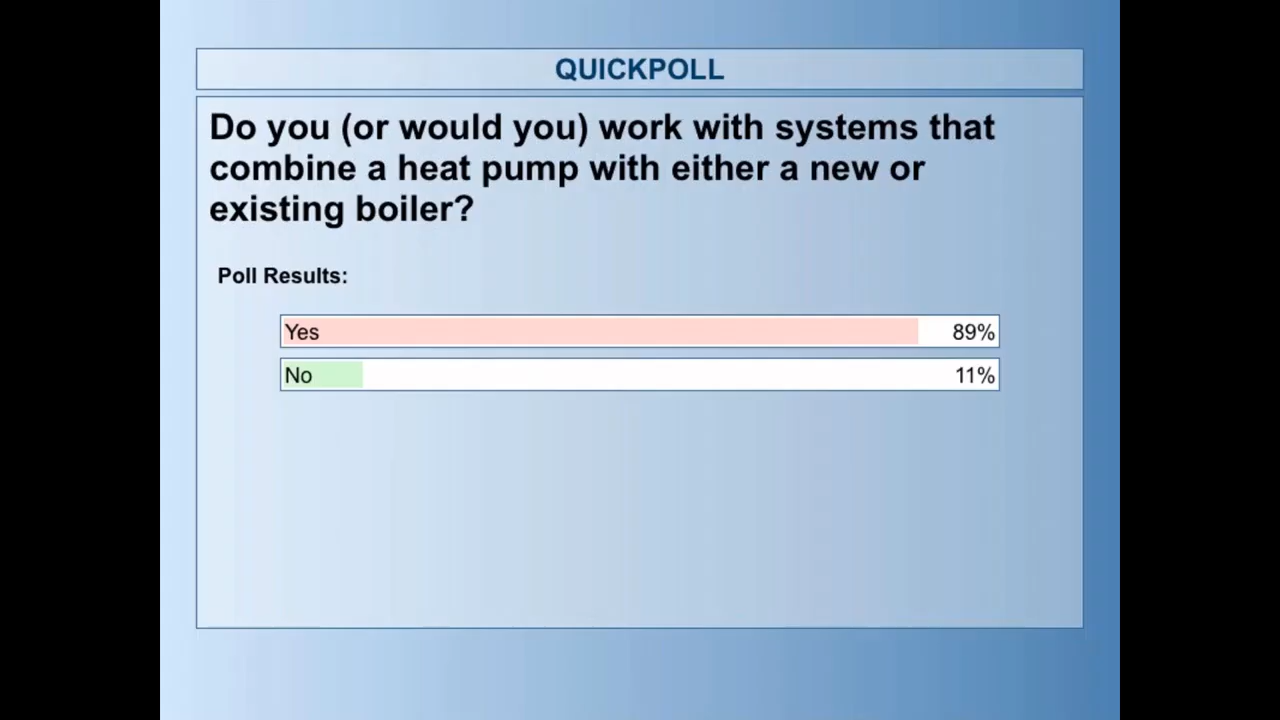 QUICKPOLL
Do you (or would you) work with systems that
combine a heat pump with either a new or
existing boiler?
Poll Results:
Yes 89%
No 11%